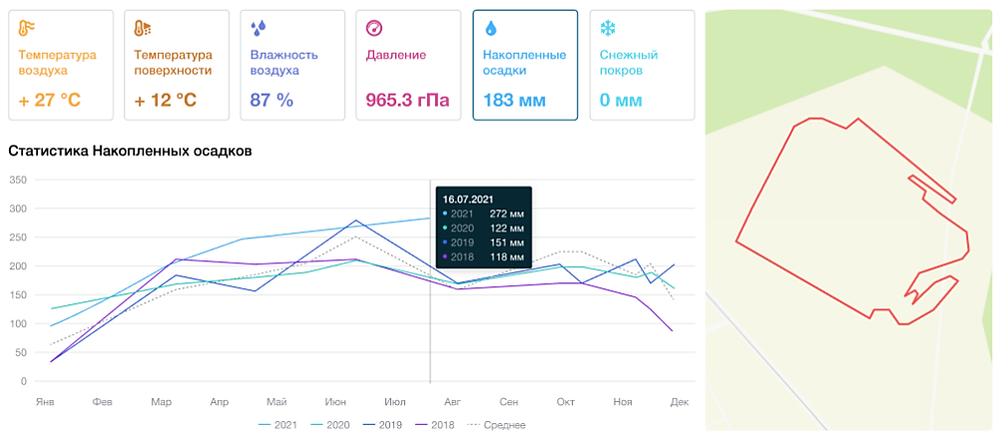 Температура
воздуха
+ 27 °C
Температура
поверхности
+ 12 °C
Влажность
воздуха
87 %
Давление
965.3 гПа
Накопленные
осадки
183 мм
Снежный
покров
0 мм
Статистика Накопленных осадков
350
300
250
200
150
100
50
0
16.07.2021
2021 272 мм
2020 122 мм
2019 151 мм
2018 118 мм
Янв Фев Мар Апр Май Июн Июл Авг Сен Окт Ноя Дек
2021 2020 2019 2018 Среднее